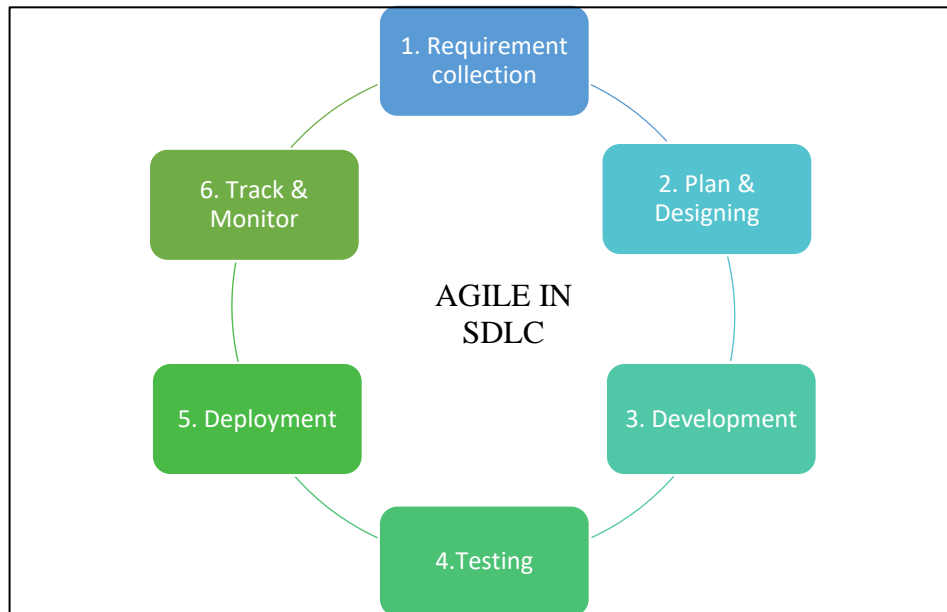 1. Requirement
collection
2. Plan &
Designing
3. Development
4.Testing
5. Deployment
6. Track &
Monitor
AGILE IN
SDLC